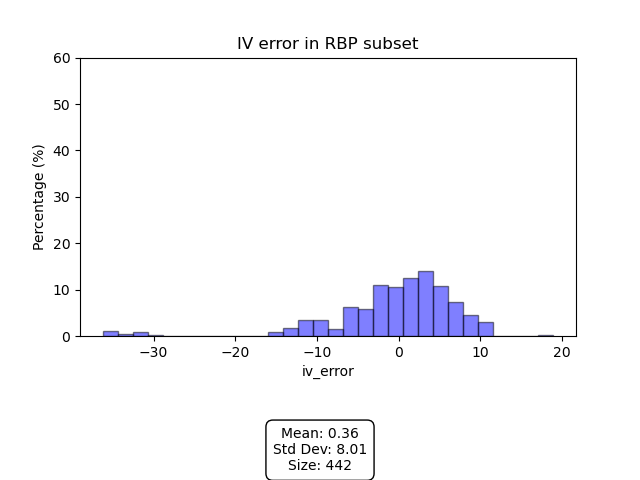 IV error in RBP subset
60
50
40
30
20
10
0
Percentage (%)
−30
−20
−10
0
10
20
iv_error
Mean: 0.36
Std Dev: 8.01
Size: 442